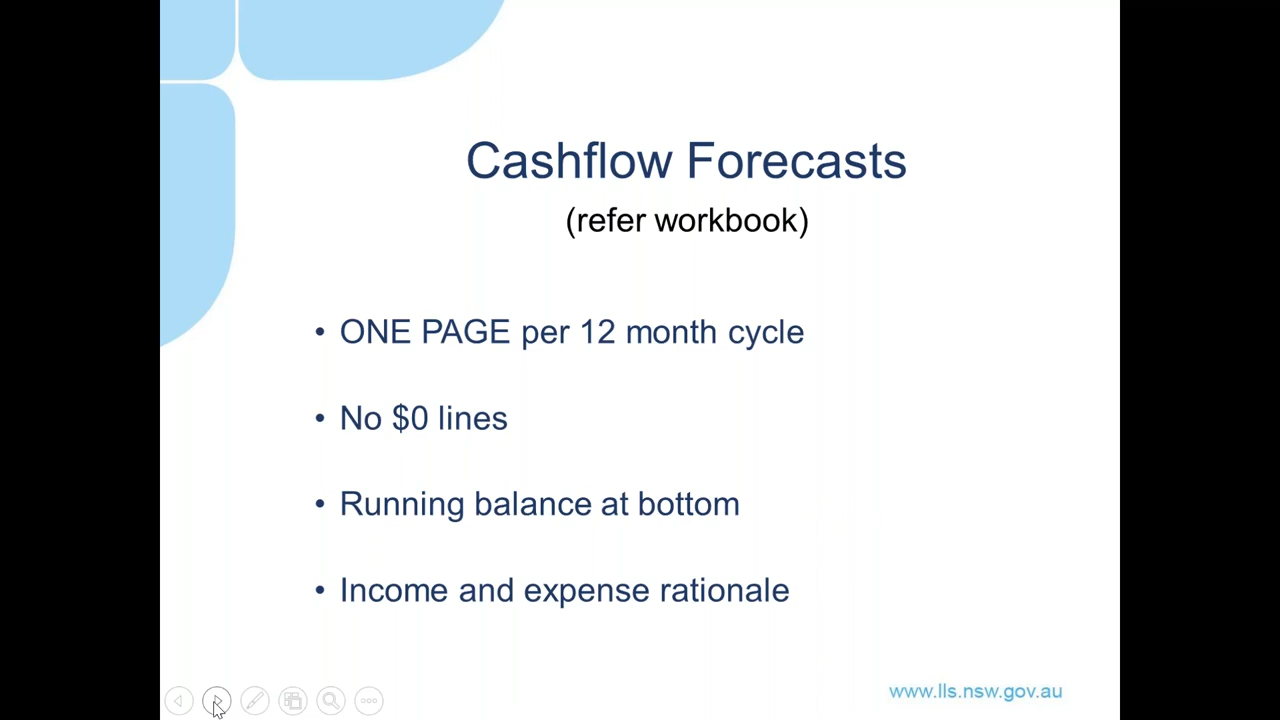 Cashflow Forecasts
(refer workbook)
• ONE PAGE per 12 month cycle
• No $0 lines
• Running balance at bottom
• Income and expense rationale
www.lls.nsw.gov.au